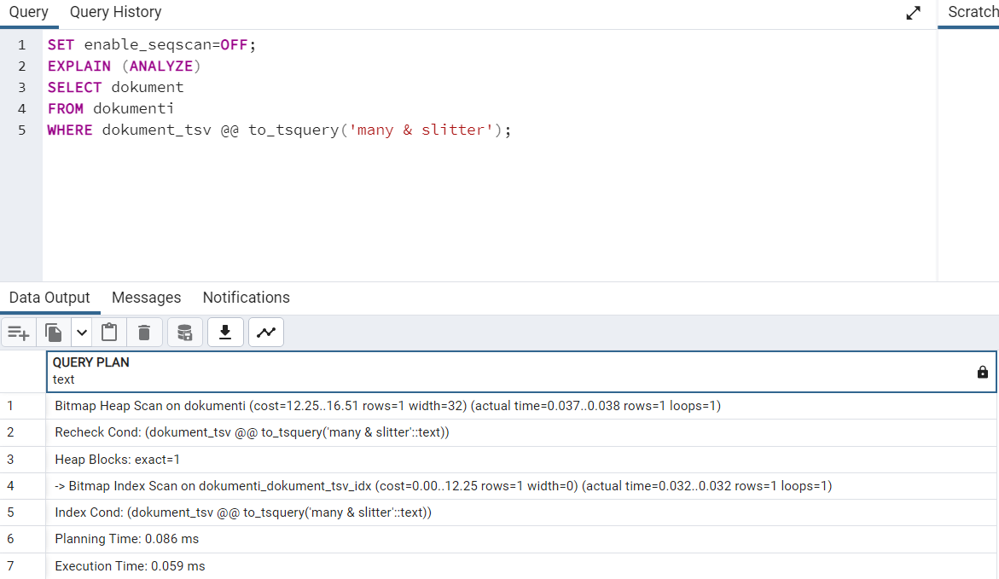 Query Query History Scratch
1 SET enable_seqscan=OFF;
2 EXPLAIN (ANALYZE)
3 SELECT dokument
4 FROM dokumenti
5 WHERE dokument_tsv @@ to_tsquery('many & slitter');
Data Output Messages Notifications
QUERY PLAN
text
1 Bitmap Heap Scan on dokumenti (cost=12.25..16.51 rows=1 width=32) (actual time=0.037..0.038 rows=1 loops=1)
2 Recheck Cond: (dokument_tsv @@ to_tsquery('many & slitter'::text))
3 Heap Blocks: exact=1
4 -> Bitmap Index Scan on dokumenti_dokument_tsv_idx (cost=0.00..12.25 rows=1 width=0) (actual time=0.032..0.032 rows=1 loops=1)
5 Index Cond: (dokument_tsv @@ to_tsquery('many & slitter'::text))
6 Planning Time: 0.086 ms
7 Execution Time: 0.059 ms